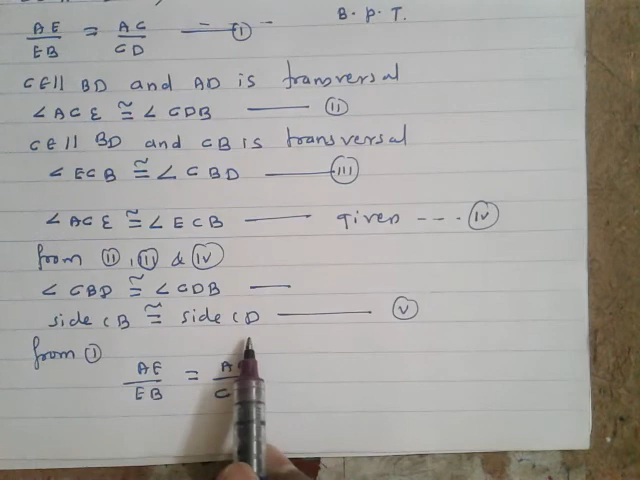 B. P. T.
AE/EB = AC/CD —— (I)
CE || BD and AD is transversal
∠ACE ≅ ∠CDB —— (II)
CE || BD and CB is transversal
∠ECB ≅ ∠CBD —— (III)
∠ACE ≅ ∠ECB —— given --- (IV)
from (II), (II) & (IV)
∠CBD ≅ ∠CDB —
side CB ≅ side CD —— (V)
from (I)
AE/EB = A